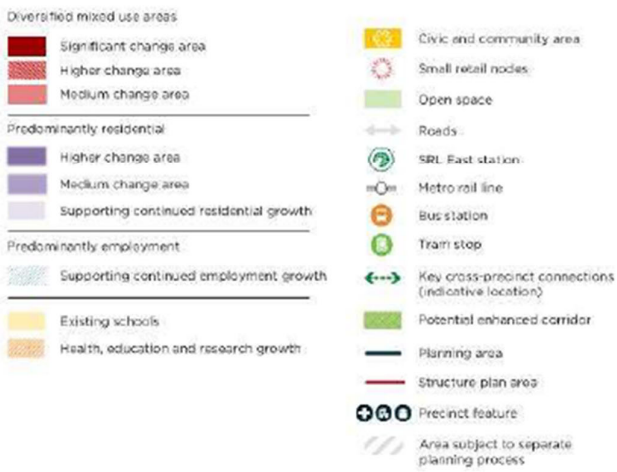 Diversified mixed use areas
Significant change area
Higher change area
Medium change area
Predominantly residential
Higher change area
Medium change area
Supporting continued residential growth
Predominantly employment
Supporting continued employment growth
Existing schools
Health, education and research growth
Civic and community area
Small retail nodes
Open space
Roads
SRL East station
Metro rail line
Bus station
Tram stop
Key cross-precinct connections
(indicative location)
Potential enhanced corridor
Planning area
Structure plan area
Precinct feature
Area subject to separate
planning process